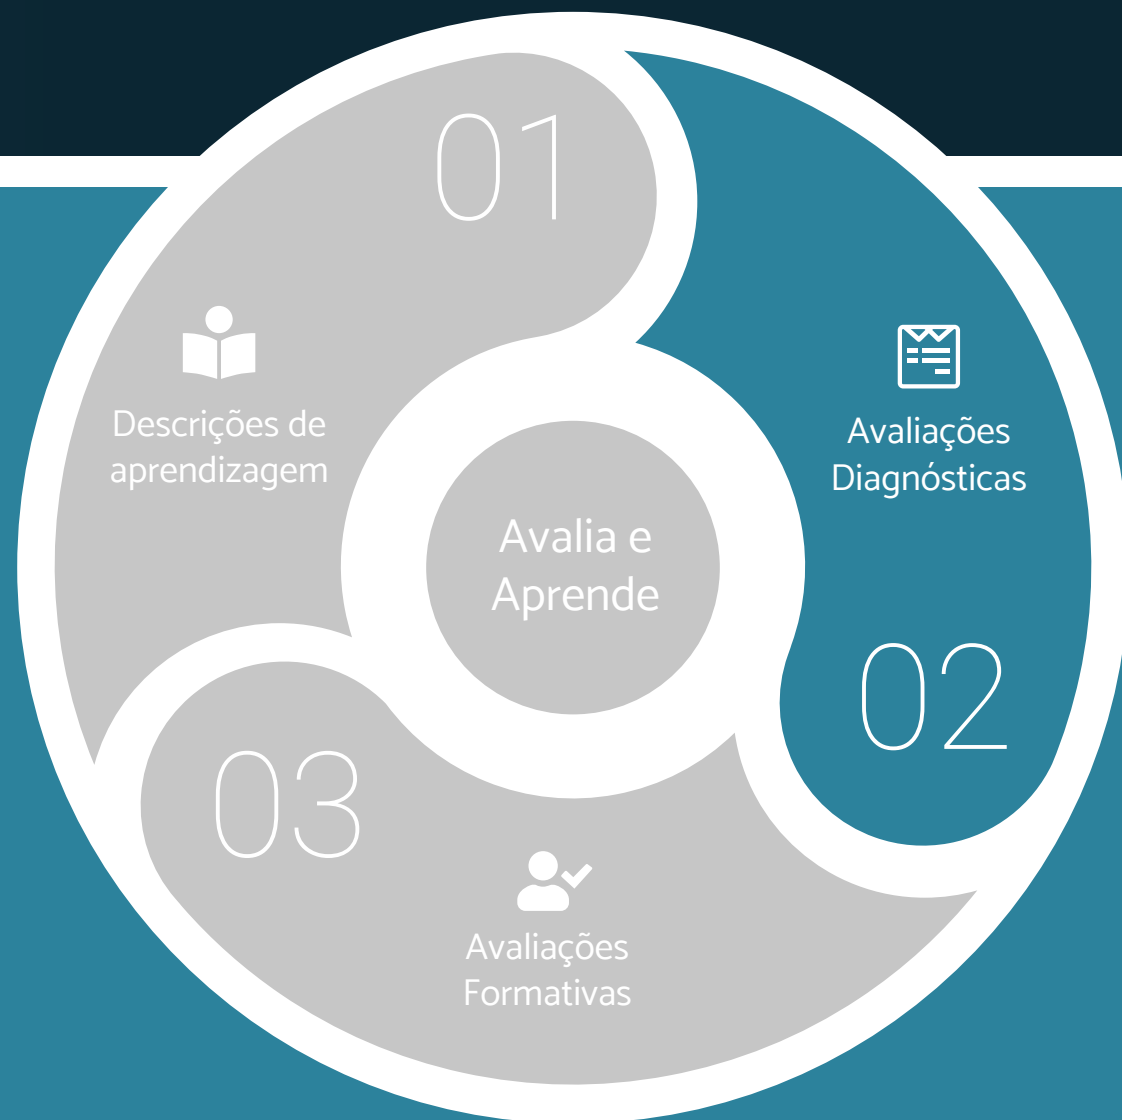 01
Descrições de
aprendizagem
Avaliações
Diagnósticas
02
Avalia e
Aprende
03
Avaliações
Formativas